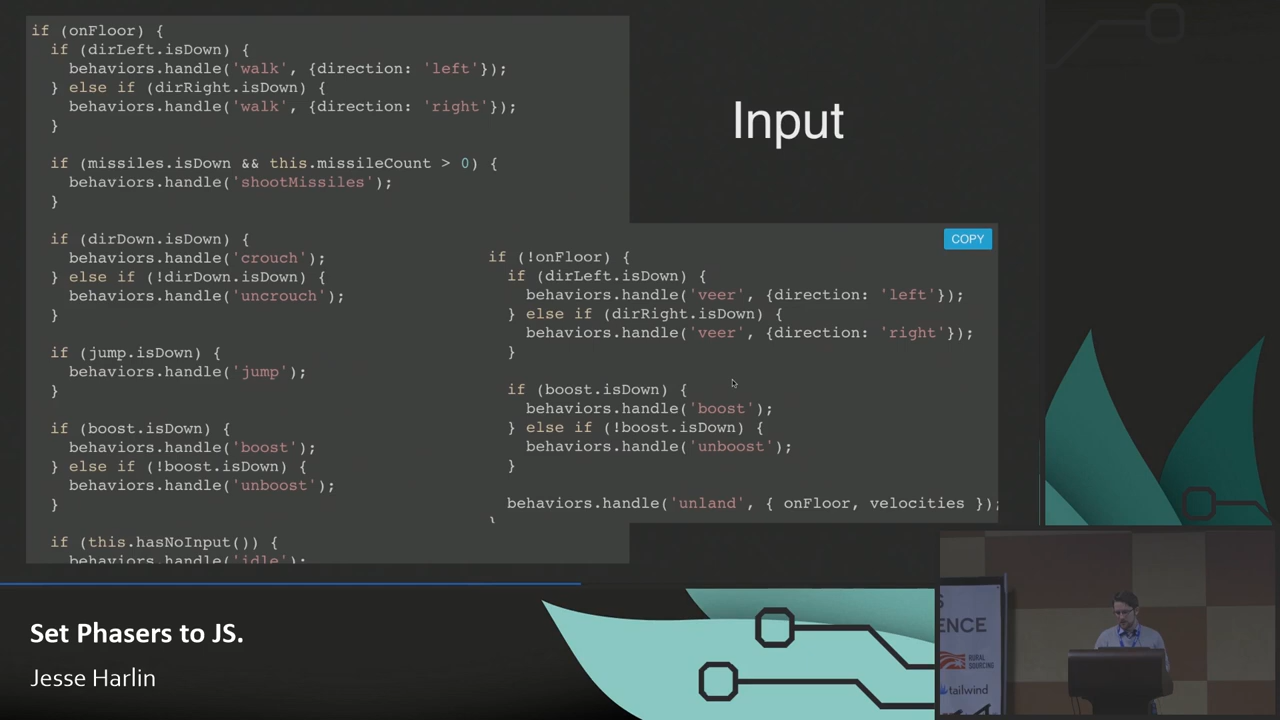 if (onFloor) {
if (dirLeft.isDown) {
behaviors.handle('walk', {direction: 'left'});
} else if (dirRight.isDown) {
behaviors.handle('walk', {direction: 'right'});
}
if (missiles.isDown && this.missileCount > 0) {
behaviors.handle('shootMissiles');
}
if (dirDown.isDown) {
behaviors.handle('crouch');
} else if (!dirDown.isDown) {
behaviors.handle('uncrouch');
}
if (jump.isDown) {
behaviors.handle('jump');
}
if (boost.isDown) {
behaviors.handle('boost');
} else if (!boost.isDown) {
behaviors.handle('unboost');
}
if (this.hasNoInput()) {
behaviors.handle('idle');
Input
COPY
if (!onFloor) {
if (dirLeft.isDown) {
behaviors.handle('veer', {direction: 'left'});
} else if (dirRight.isDown) {
behaviors.handle('veer', {direction: 'right'});
}
if (boost.isDown) {
behaviors.handle('boost');
} else if (!boost.isDown) {
behaviors.handle('unboost');
}
behaviors.handle('unland', { onFloor, velocities });
}
Set Phasers to JS.
Jesse Harlin
RURAL
SOURCING
tailwind